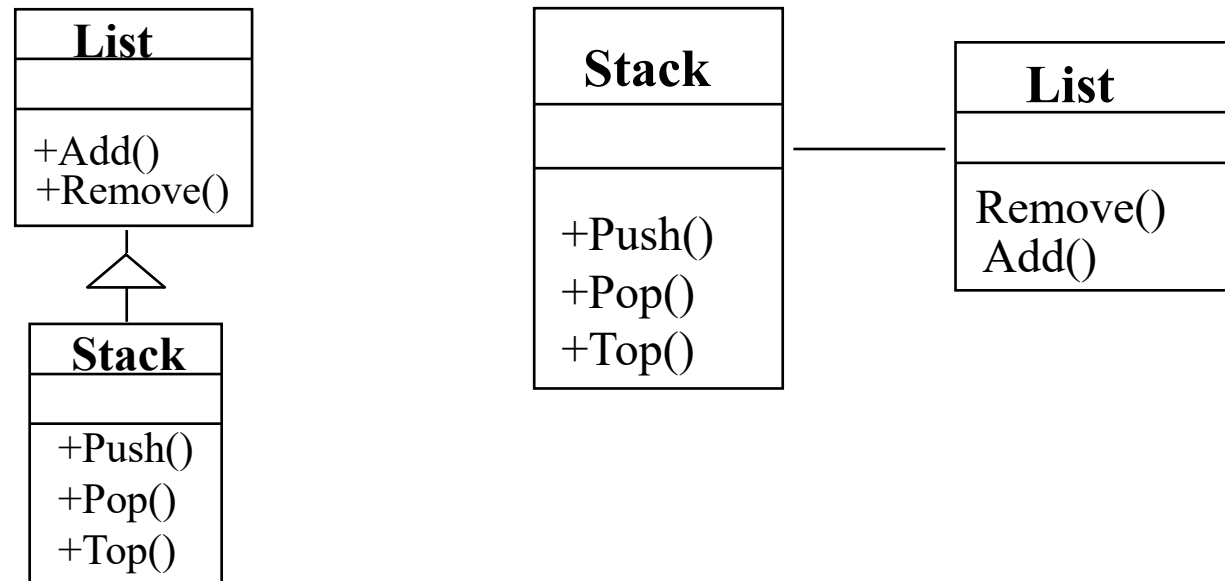 List
+Add()
+Remove()
Stack
+Push()
+Pop()
+Top()
Stack
+Push()
+Pop()
+Top()
List
Remove()
Add()